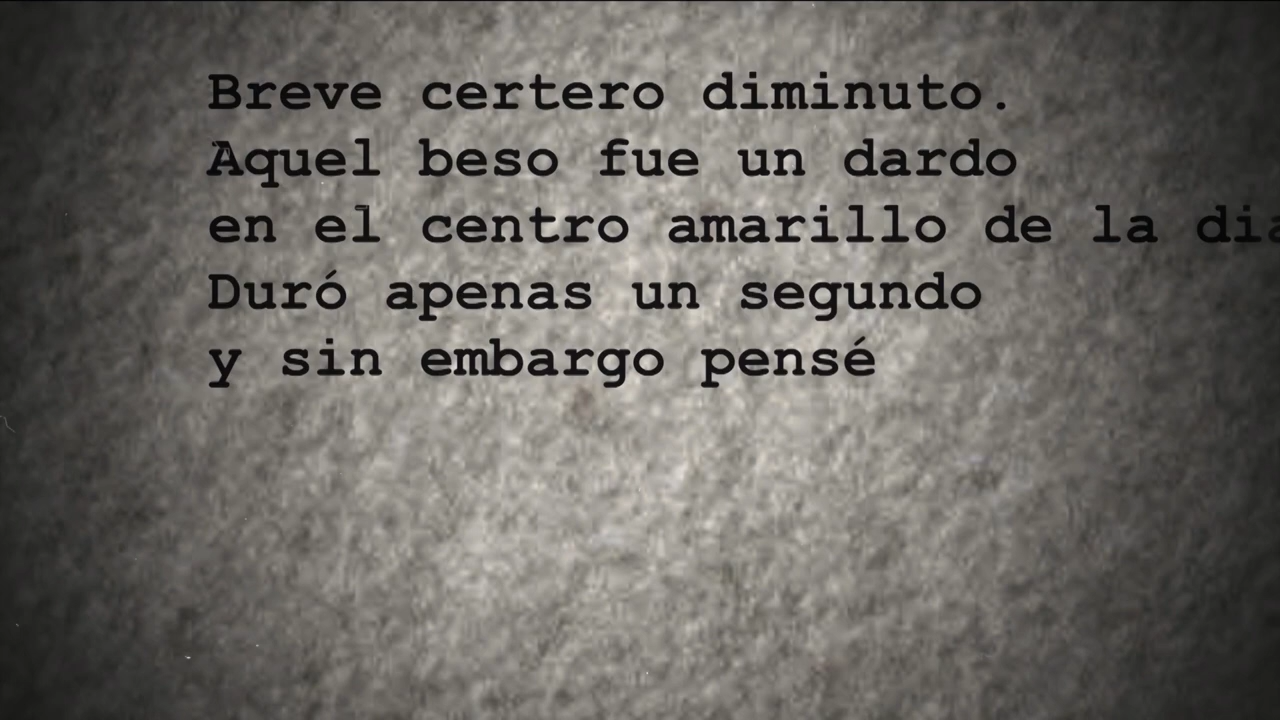 Breve certero diminuto.
Aquel beso fue un dardo
en el centro amarillo de la
Duró apenas un segundo
y sin embargo pensé